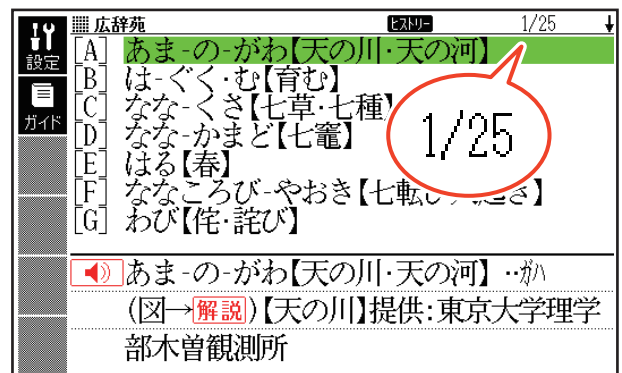 設定
ガイド
広辞苑 ヒストリー 1/25
[A] あま-の-がわ【天の川・天の河】
[B] は-ぐく・む【育む】
[C] なな-くさ【七草・七種】
[D] なな-かまど【七竈】
[E] はる【春】
[F] ななころび-やおき【七転び
[G] わび【侘・詫び】
1/25
あま-の-がわ【天の川・天の河】‥ガハ
(図→解説)【天の川】提供:東京大学理学
部木曽観測所